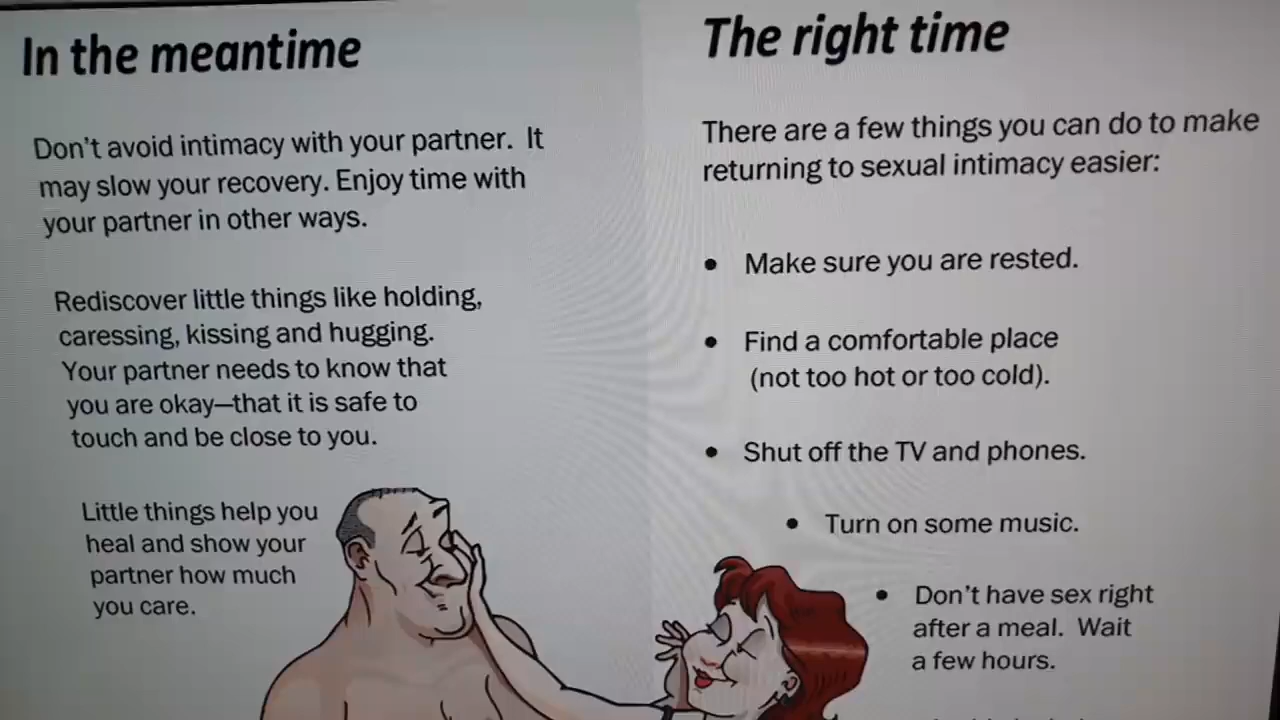 In the meantime
Don't avoid intimacy with your partner. It
may slow your recovery. Enjoy time with
your partner in other ways.
Rediscover little things like holding,
caressing, kissing and hugging.
Your partner needs to know that
you are okay—that it is safe to
touch and be close to you.
Little things help you
heal and show your
partner how much
you care.
The right time
There are a few things you can do to make
returning to sexual intimacy easier:
• Make sure you are rested.
• Find a comfortable place
(not too hot or too cold).
• Shut off the TV and phones.
• Turn on some music.
• Don't have sex right
after a meal. Wait
a few hours.